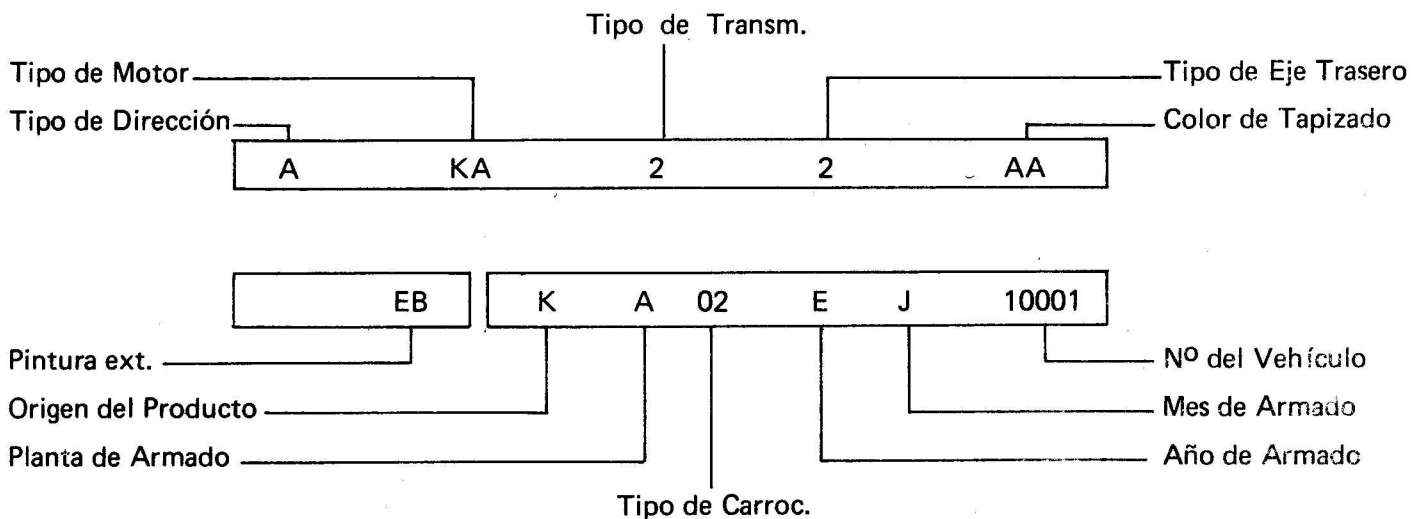 Tipo de Transm.
Tipo de Motor
Tipo de Eje Trasero
Tipo de Dirección
Color de Tapizado
A KA 2 2 AA
EB K A 02 E J 10001
Pintura ext.
Nº del Vehículo
Origen del Producto
Mes de Armado
Planta de Armado
Año de Armado
Tipo de Carroc.